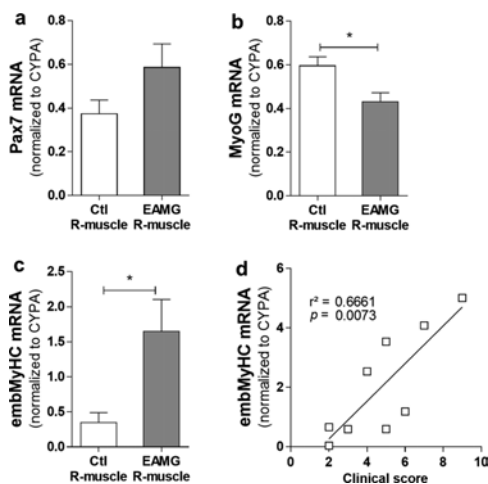 a
Pax7 mRNA
(normalized to CYPA)
0.8
0.6
0.4
0.2
0.0
Ctl
R-muscle
EAMG
R-muscle
b
MyoG mRNA
(normalized to CYPA)
0.8
0.6
0.4
0.2
0.0
*
Ctl
R-muscle
EAMG
R-muscle
c
embMyHC mRNA
(normalized to CYPA)
2.5
2.0
1.5
1.0
0.5
0.0
*
Ctl
R-muscle
EAMG
R-muscle
d
embMyHC mRNA
(normalized to CYPA)
6
4
2
0
r² = 0.6661
p = 0.0073
0 2 4 6 8 10
Clinical score